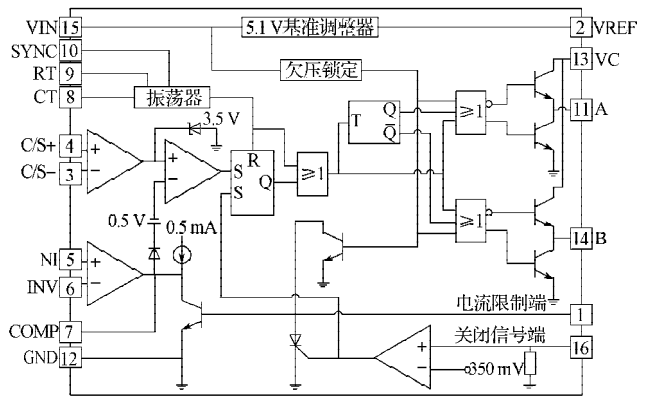 VIN 15 5.1 V基准调整器 2 VREF
SYNC 10
RT 9 欠压锁定 13 VC
CT 8 振荡器
T Q Q̅ ≥1 11 A
3.5 V
C/S+ 4 + + R
C/S− 3 − − S Q ≥1
S
0.5 V 0.5 mA ≥1 14 B
NI 5 +
INV 6 −
电流限制端 1
COMP 7
关闭信号端 16
GND 12 +
− 350 mV